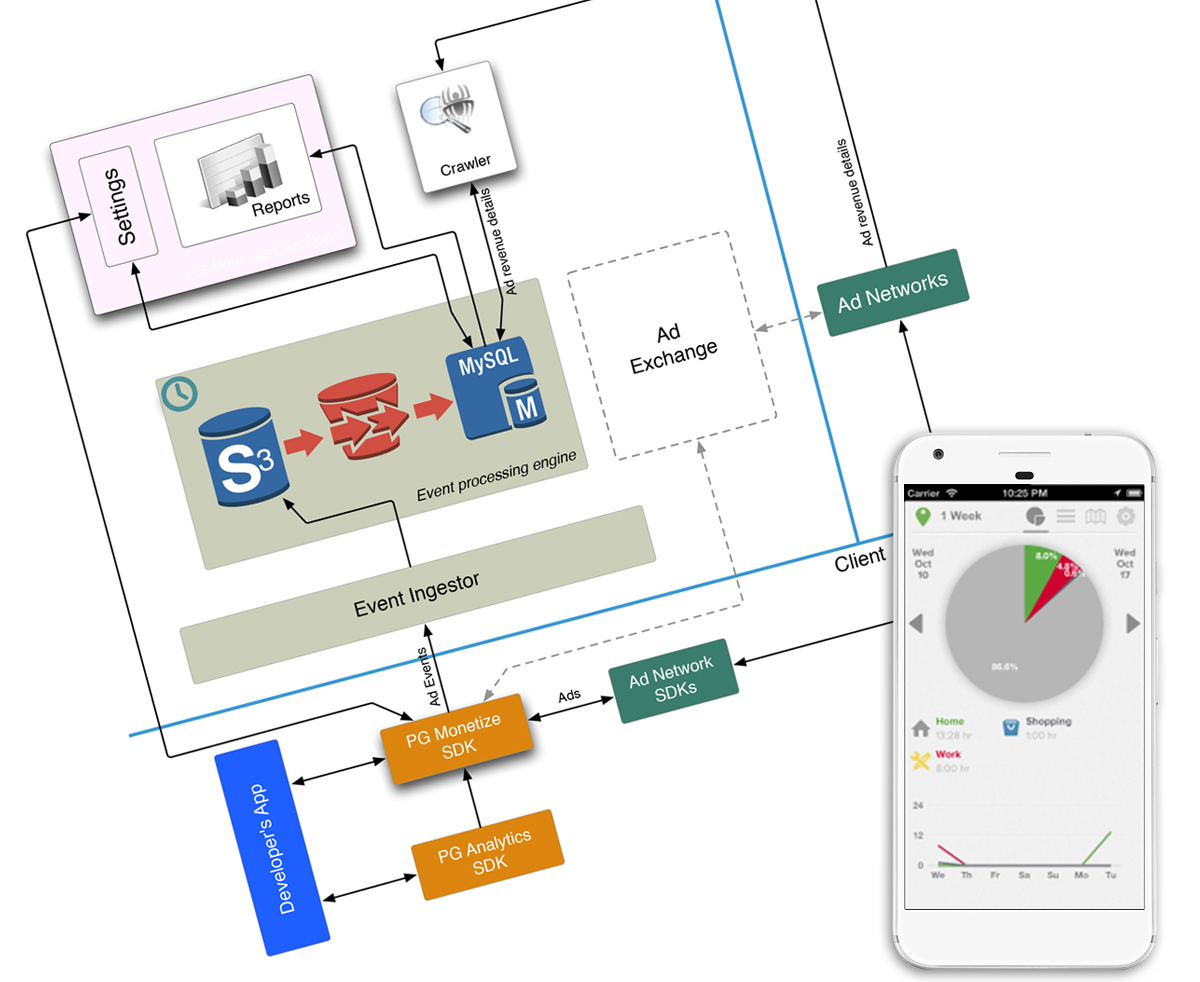 Crawler
Settings
Reports
PG Monetize Dashboard
Ad revenue details
Ad revenue details
Ad Networks
Ad
Exchange
MySQL
M
S3
Event processing engine
Event Ingestor
Client
Ad Events
Ad Network
SDKs
Ads
PG Monetize
SDK
Developer's App
PG Analytics
SDK
Carrier 10:25 PM
1 Week
Wed
Oct
10
Wed
Oct
17
8.0%
4.8%
0.6%
86.6%
Home
13:28 hr
Shopping
1:00 hr
Work
8:00 hr
24
12
0
We Th Fr Sa Su Mo Tu